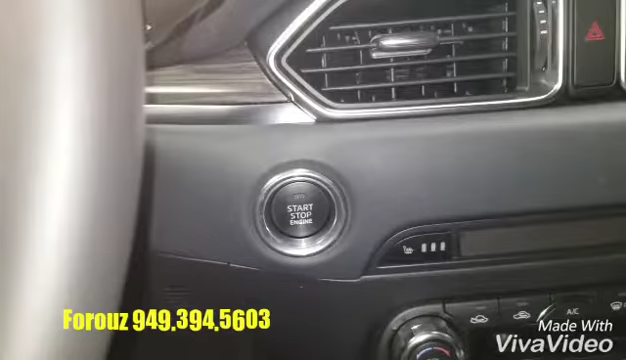 START
STOP
ENGINE
A/C
Forouz 949.394.5603
Made With
VivaVideo